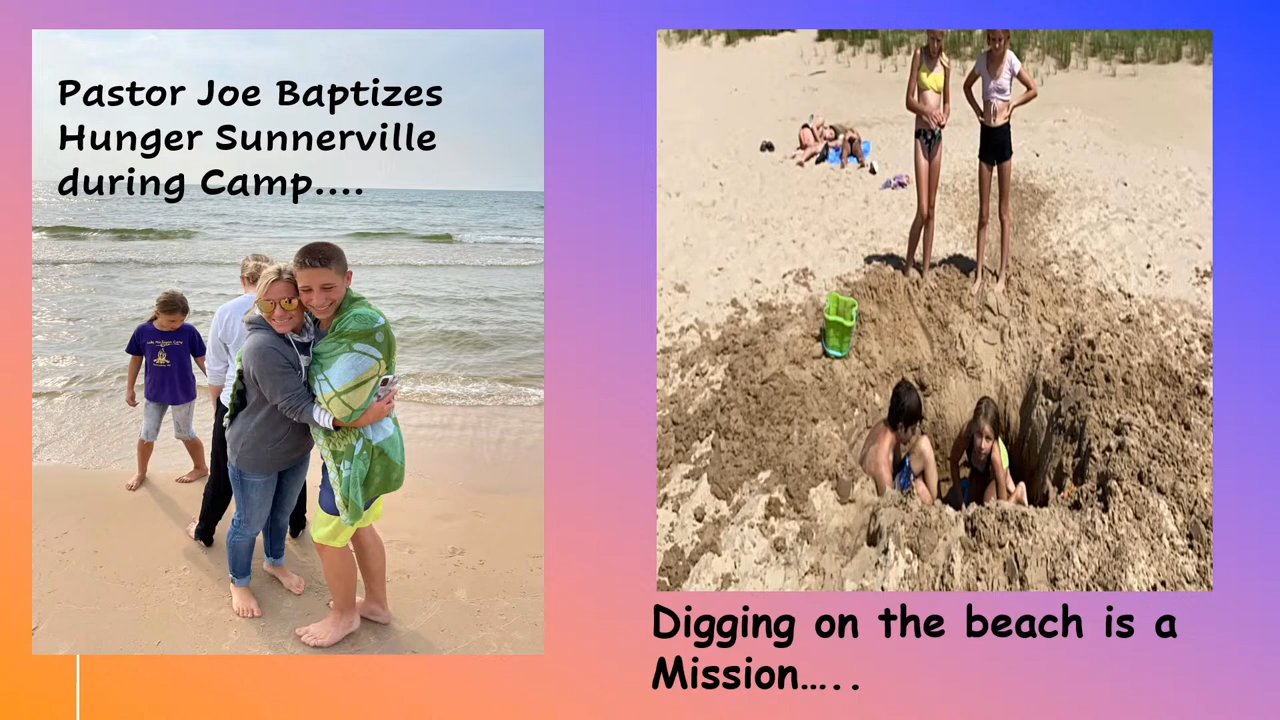 Pastor Joe Baptizes
Hunger Sunnerville
during Camp....
Digging on the beach is a
Mission.....